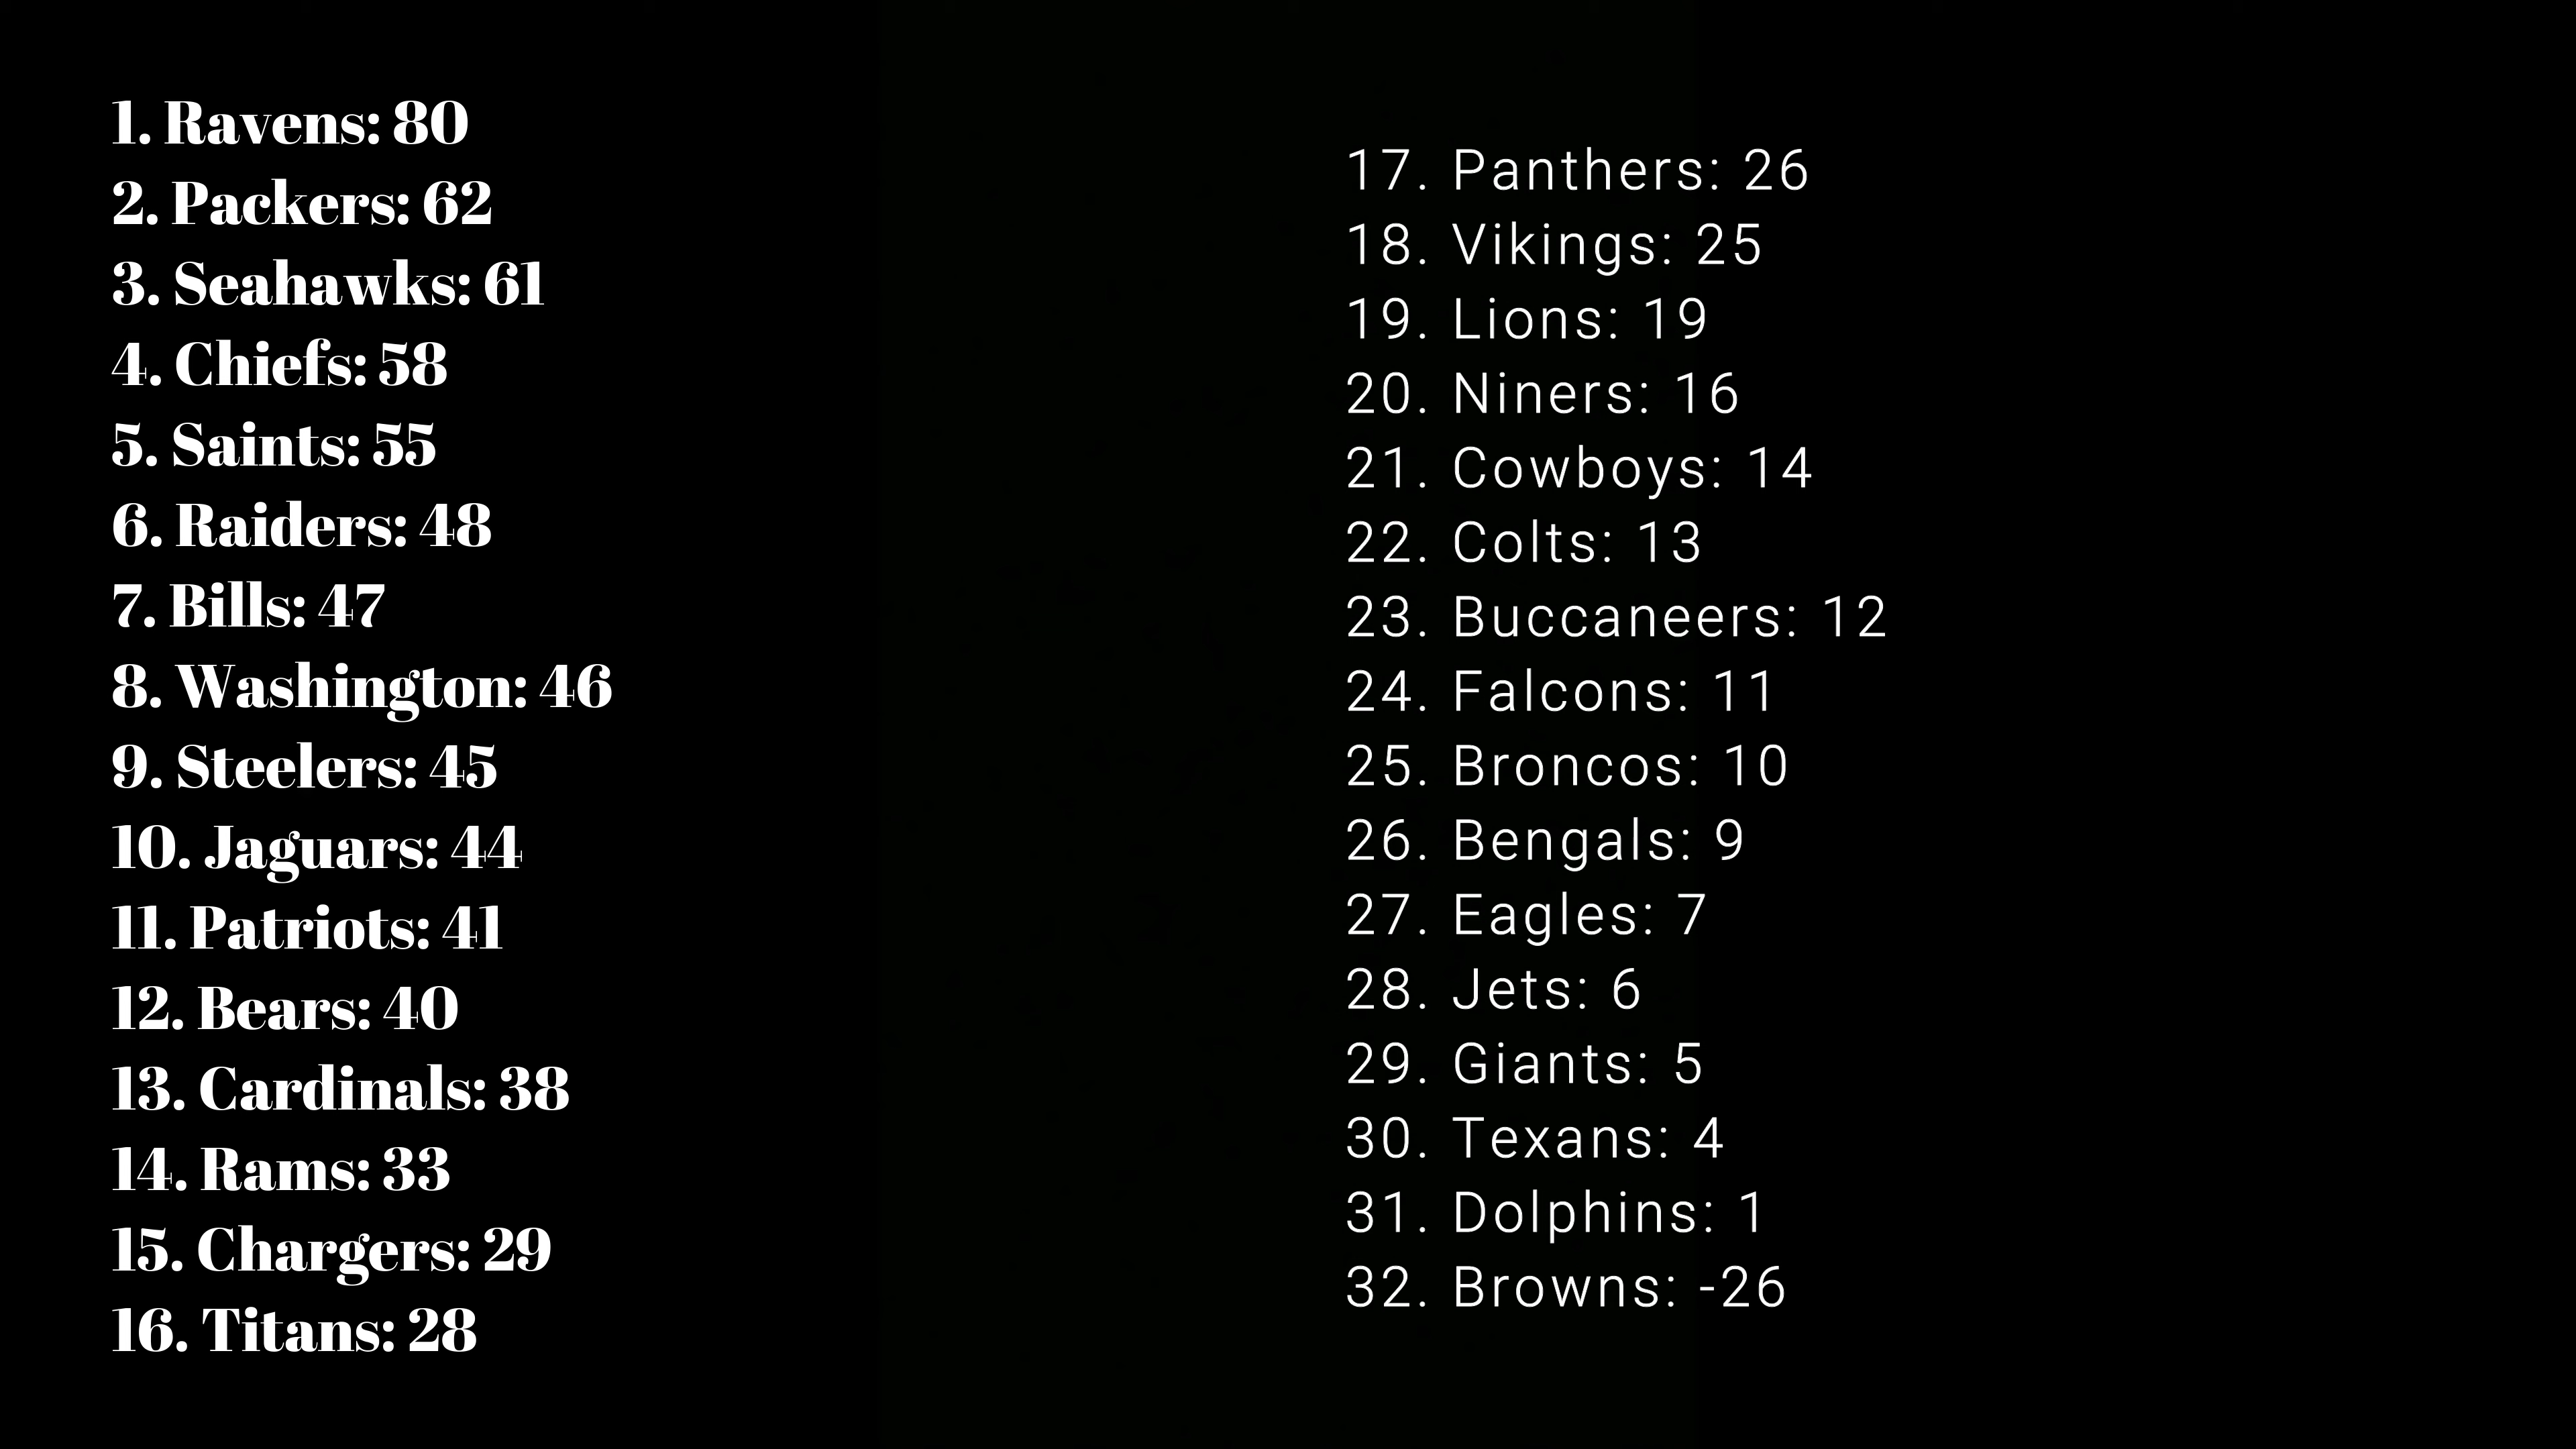 1. Ravens: 80
2. Packers: 62
3. Seahawks: 61
4. Chiefs: 58
5. Saints: 55
6. Raiders: 48
7. Bills: 47
8. Washington: 46
9. Steelers: 45
10. Jaguars: 44
11. Patriots: 41
12. Bears: 40
13. Cardinals: 38
14. Rams: 33
15. Chargers: 29
16. Titans: 28
17. Panthers: 26
18. Vikings: 25
19. Lions: 19
20. Niners: 16
21. Cowboys: 14
22. Colts: 13
23. Buccaneers: 12
24. Falcons: 11
25. Broncos: 10
26. Bengals: 9
27. Eagles: 7
28. Jets: 6
29. Giants: 5
30. Texans: 4
31. Dolphins: 1
32. Browns: -26